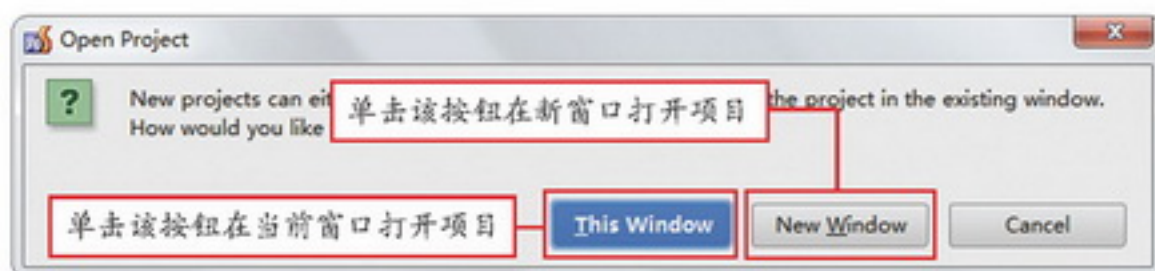 Open Project
New projects can eit
单击该按钮在新窗口打开项目
the project in the existing window.
How would you like
单击该按钮在当前窗口打开项目
This Window
New Window
Cancel